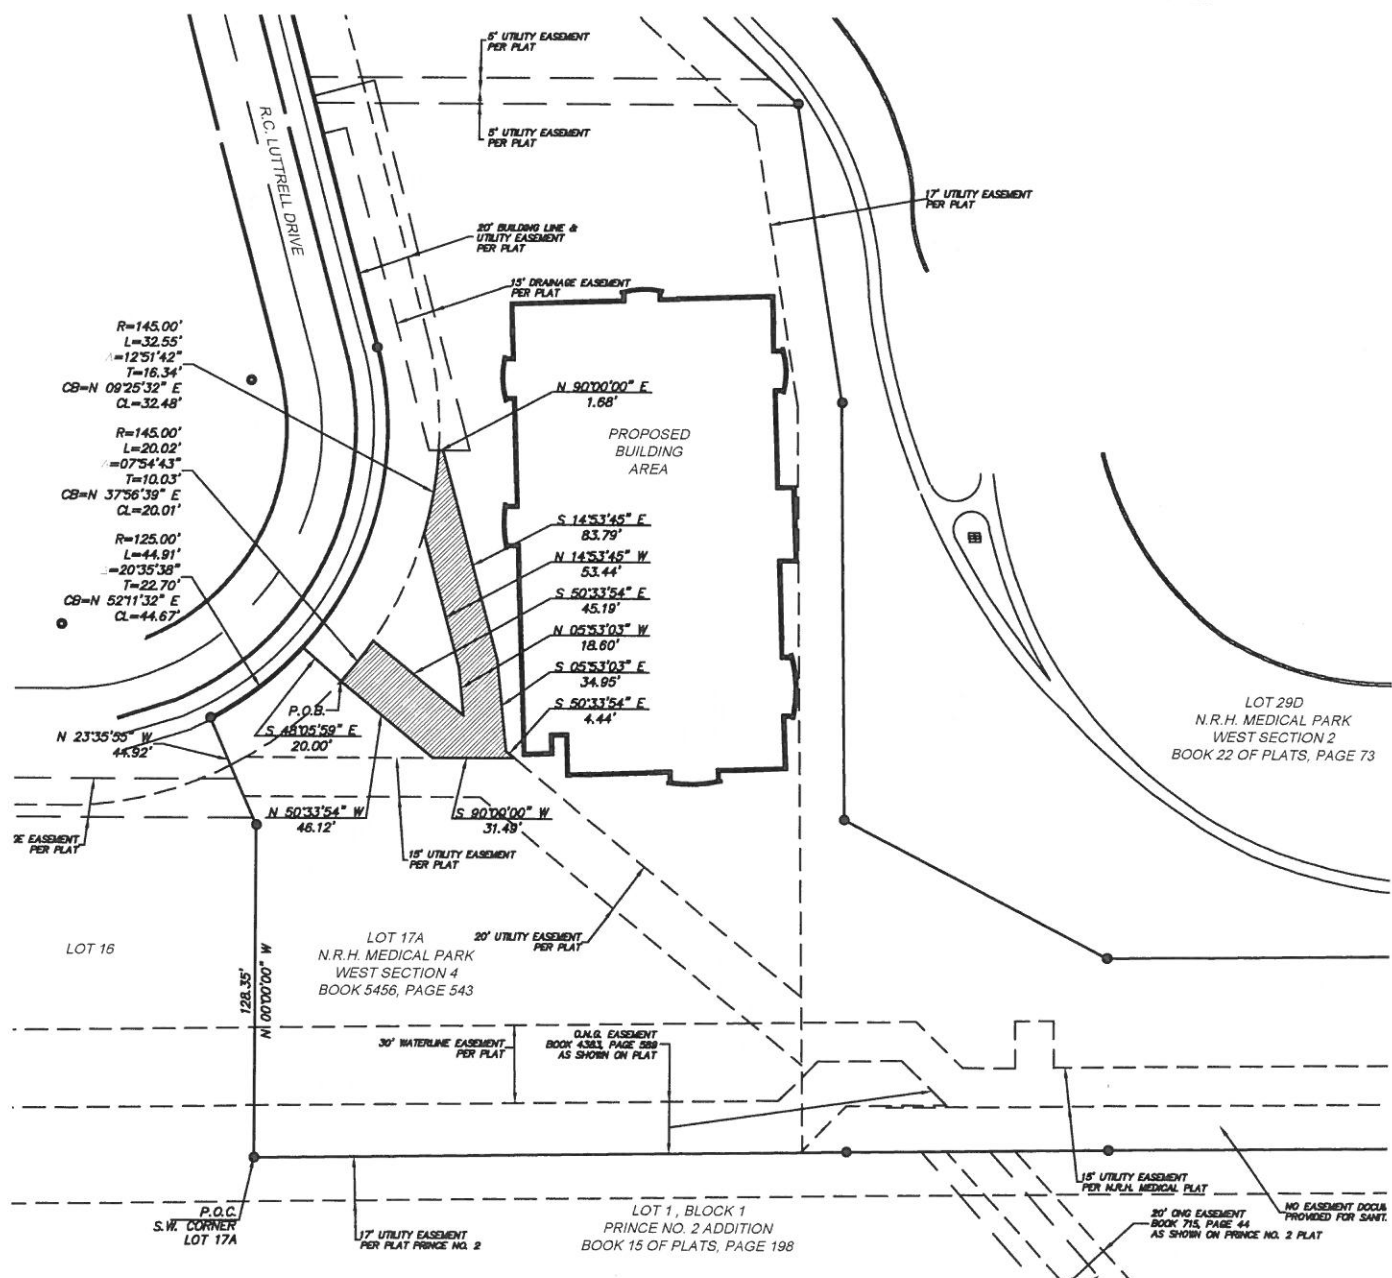 5' UTILITY EASEMENT
PER PLAT
5' UTILITY EASEMENT
PER PLAT
R.C. LUTTRELL DRIVE
17' UTILITY EASEMENT
PER PLAT
20' BUILDING LINE &
UTILITY EASEMENT
PER PLAT
15' DRAINAGE EASEMENT
PER PLAT
R=145.00'
L=32.55'
=12°51'42"
T=16.34'
CB=N 09°25'32" E
CL=32.48'
R=145.00'
L=20.02'
=07°54'43"
T=10.03'
CB=N 37°56'39" E
CL=20.01'
R=125.00'
L=44.91'
=20°35'38"
T=22.70'
CB=N 52°11'32" E
CL=44.67'
N 90°00'00" E
1.68'
PROPOSED
BUILDING
AREA
S 14°53'45" E
83.79'
N 14°53'45" W
53.44'
S 50°33'54" E
45.19'
N 05°53'03" W
18.60'
S 05°53'03" E
34.95'
S 50°33'54" E
4.44'
P.O.B.
S 48°05'59" E
20.00'
N 23°35'55" W
44.92'
N 50°33'54" W
46.12'
S 90°00'00" W
31.49'
EASEMENT
PER PLAT
15' UTILITY EASEMENT
PER PLAT
LOT 29D
N.R.H. MEDICAL PARK
WEST SECTION 2
BOOK 22 OF PLATS, PAGE 73
LOT 16
LOT 17A
N.R.H. MEDICAL PARK
WEST SECTION 4
BOOK 5456, PAGE 543
20' UTILITY EASEMENT
PER PLAT
128.35'
N 00°00'00" W
30' WATERLINE EASEMENT
PER PLAT
O.N.G. EASEMENT
BOOK 4383, PAGE 589
AS SHOWN ON PLAT
P.O.C.
S.W. CORNER
LOT 17A
17' UTILITY EASEMENT
PER PLAT PRINCE NO. 2
LOT 1, BLOCK 1
PRINCE NO. 2 ADDITION
BOOK 15 OF PLATS, PAGE 198
15' UTILITY EASEMENT
PER N.R.H. MEDICAL PLAT
20' ONG EASEMENT
BOOK 715, PAGE 44
AS SHOWN ON PRINCE NO. 2 PLAT
NO EASEMENT DOCU
PROVIDED FOR SANIT.